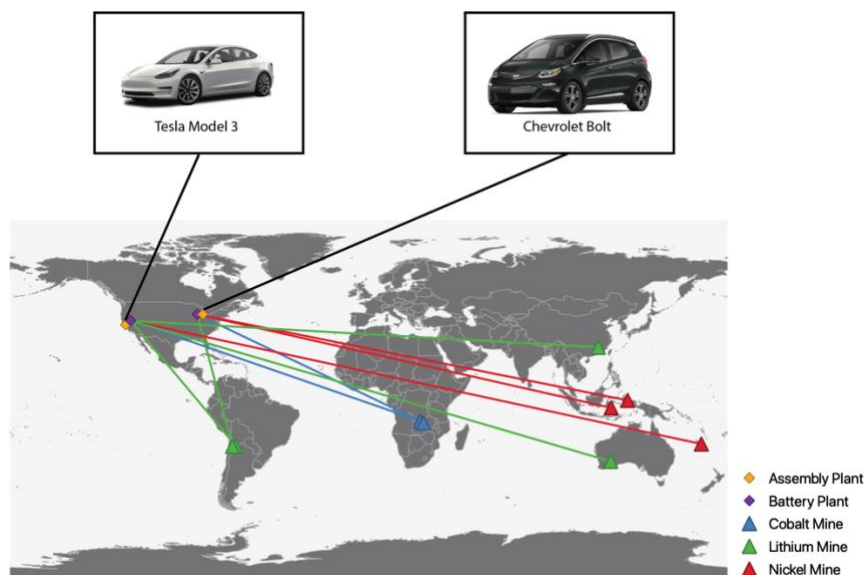 Tesla Model 3
Chevrolet Bolt
Assembly Plant
Battery Plant
Cobalt Mine
Lithium Mine
Nickel Mine